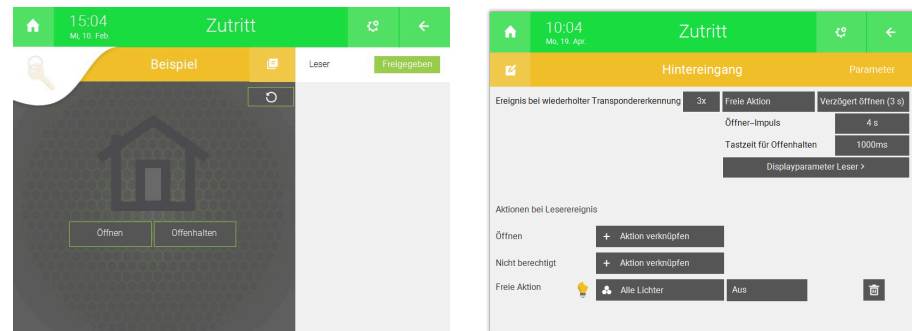 15:04
Mi, 10. Feb.
Zutritt
Beispiel
Leser
Freigegeben
Öffnen
Offenhalten
10:04
Mo, 19. Apr.
Zutritt
Hintereingang
Parameter
Ereignis bei wiederholter Transpondererkennung 3x Freie Aktion Verzögert öffnen (3 s)
Öffner–Impuls 4 s
Tastzeit für Offenhalten 1000ms
Displayparameter Leser >
Aktionen bei Leserereignis
Öffnen + Aktion verknüpfen
Nicht berechtigt + Aktion verknüpfen
Freie Aktion Alle Lichter Aus